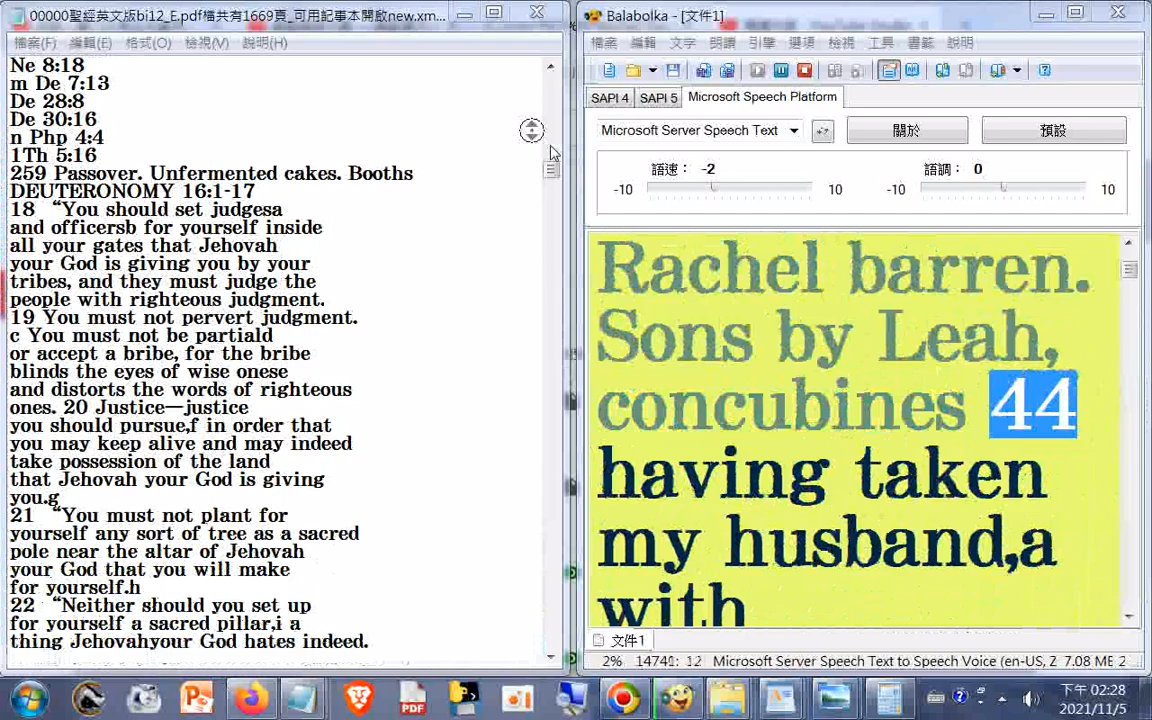 00000聖經英文版bi12_E.pdf檔共有1669頁_可用記事本開啟new.xm...
檔案(F) 編輯(E) 格式(O) 檢視(V) 說明(H)
Ne 8:18
m De 7:13
De 28:8
De 30:16
n Php 4:4
1Th 5:16
259 Passover. Unfermented cakes. Booths
DEUTERONOMY 16:1-17
18 “You should set judgesa
and officersb for yourself inside
all your gates that Jehovah
your God is giving you by your
tribes, and they must judge the
people with righteous judgment.
19 You must not pervert judgment.
c You must not be partiald
or accept a bribe, for the bribe
blinds the eyes of wise onese
and distorts the words of righteous
ones. 20 Justice—justice
you should pursue,f in order that
you may keep alive and may indeed
take possession of the land
that Jehovah your God is giving
you.g
21 “You must not plant for
yourself any sort of tree as a sacred
pole near the altar of Jehovah
your God that you will make
for yourself.h
22 “Neither should you set up
for yourself a sacred pillar,i a
thing Jehovahyour God hates indeed.
Balabolka - [文件1]
檔案 編輯 文字 朗讀 引擎 選項 檢視 工具 書籤 說明
SAPI 4 SAPI 5 Microsoft Speech Platform
Microsoft Server Speech Text 關於 預設
語速： -2 語調： 0
-10 10 -10 10
Rachel barren.
Sons by Leah,
concubines 44
having taken
my husband,a
with
文件1
2% 14741: 12 Microsoft Server Speech Text to Speech Voice (en-US, Z 7.08 ME 2
PDF
下午 02:28
2021/11/5